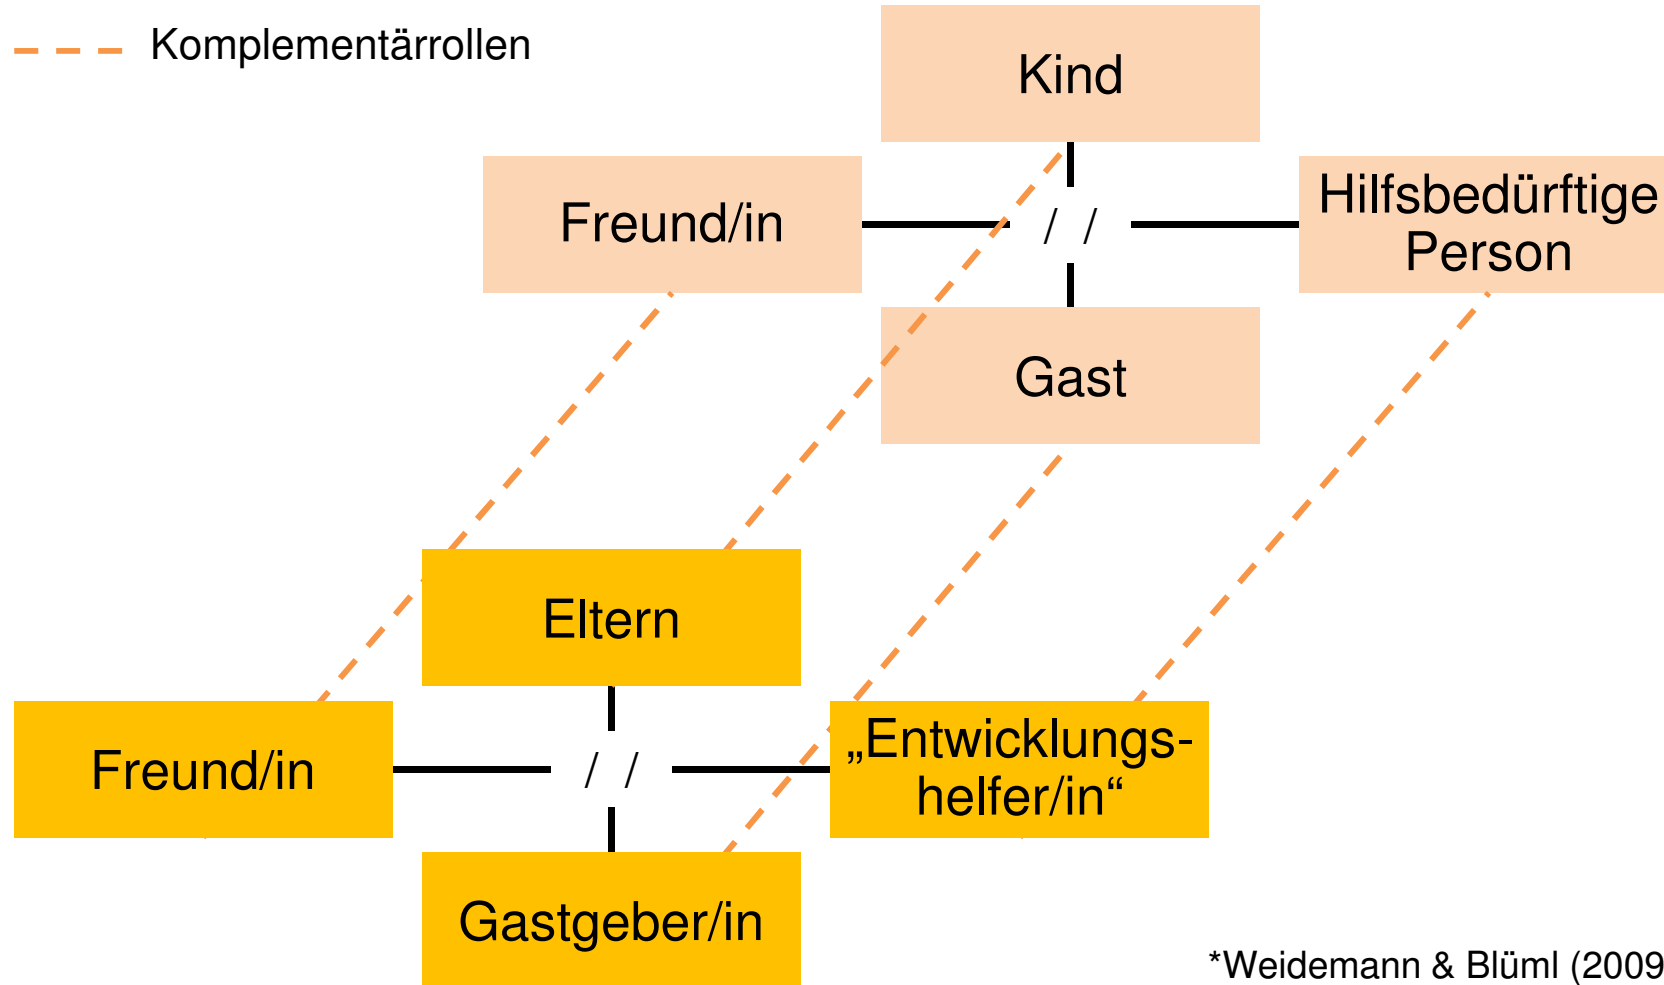 Komplementärrollen
Kind
Freund/in
/ /
Hilfsbedürftige
Person
Gast
Eltern
Freund/in
/ /
„Entwicklungs-
helfer/in“
Gastgeber/in
*Weidemann & Blüml (2009